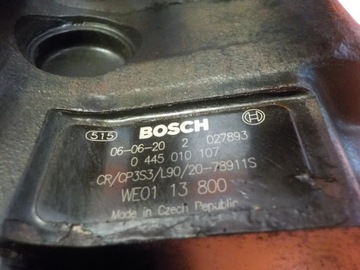 515 BOSCH
06-06-20 2 027893
0 445 010 107
CR/CP3S3/L90/20-78911S
WE01 13 800
Made in Czech Republic